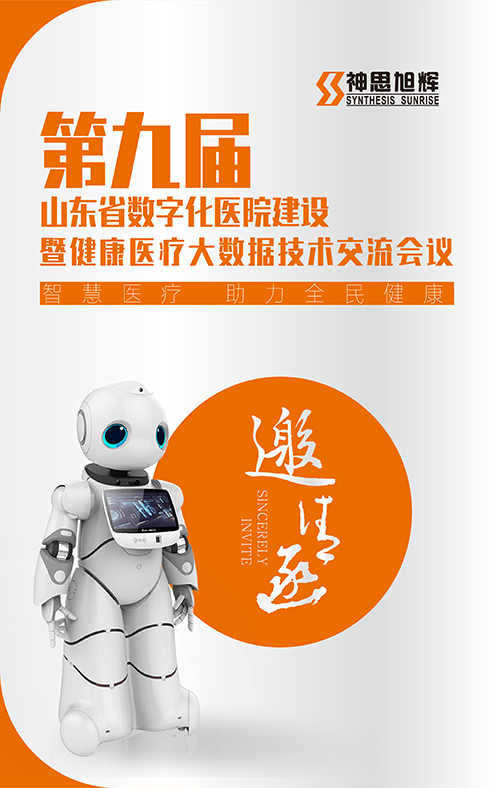 神思旭辉
SYNTHESIS SUNRISE
第九届
山东省数字化医院建设
暨健康医疗大数据技术交流会议
智慧医疗 助力全民健康
邀请函
SINCERELY
INVITE